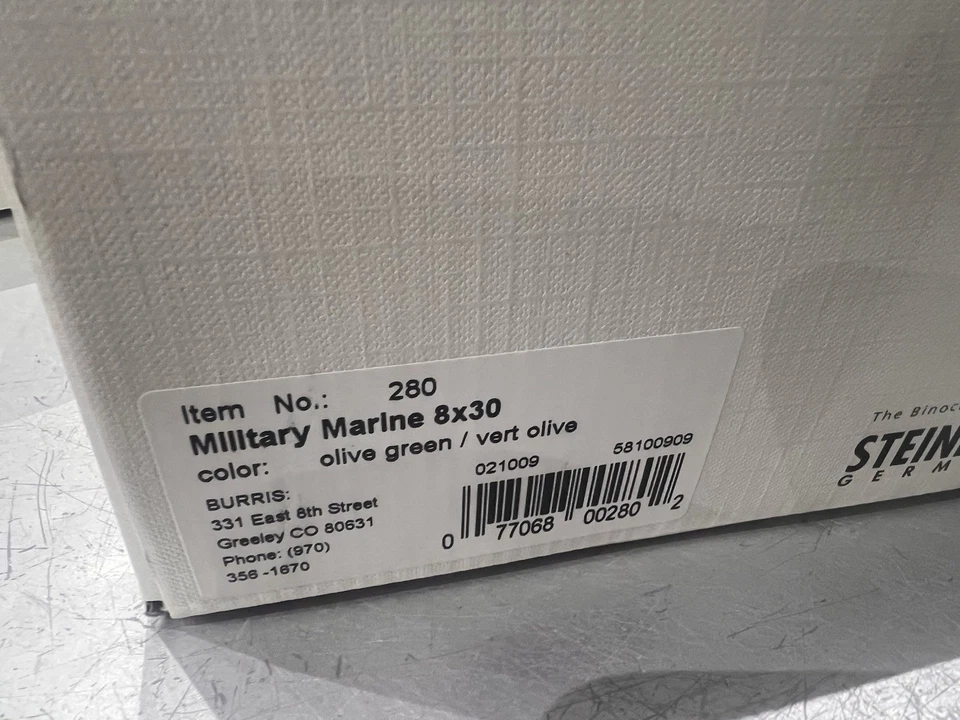 Item No.: 280
Military Marine 8x30
color: olive green / vert olive
021009 58100909
BURRIS:
331 East 8th Street
Greeley CO 80631
Phone: (970)
356-1670
0 77068 00280 2
The
STEIN
GERM